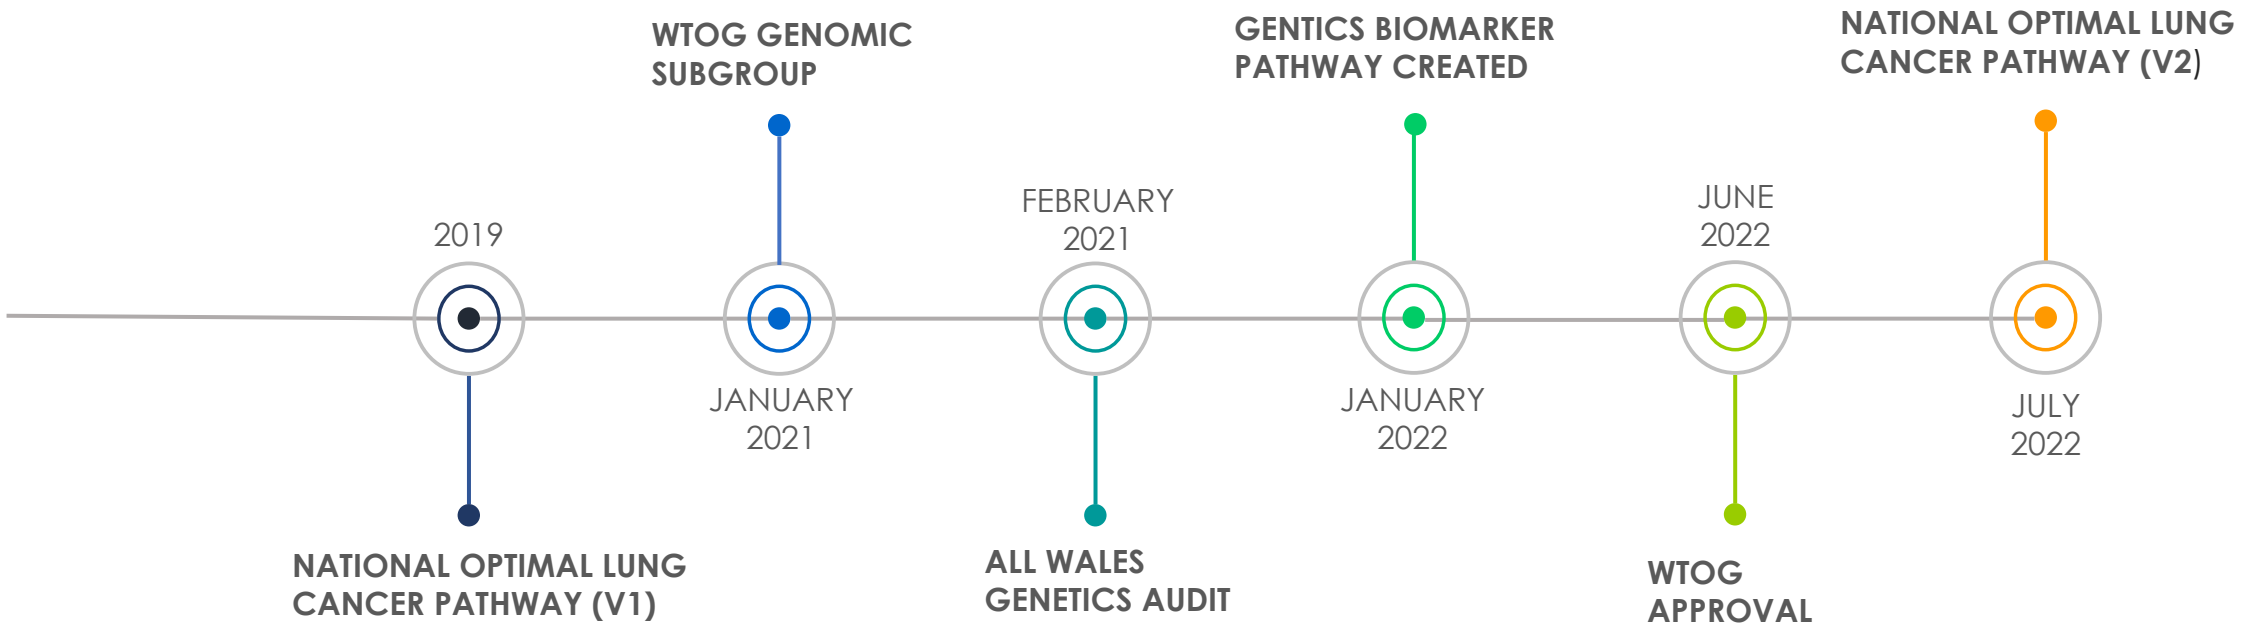 2019
NATIONAL OPTIMAL LUNG
CANCER PATHWAY (V1)
WTOG GENOMIC
SUBGROUP
JANUARY
2021
FEBRUARY
2021
ALL WALES
GENETICS AUDIT
GENTICS BIOMARKER
PATHWAY CREATED
JANUARY
2022
JUNE
2022
WTOG
APPROVAL
NATIONAL OPTIMAL LUNG
CANCER PATHWAY (V2)
JULY
2022